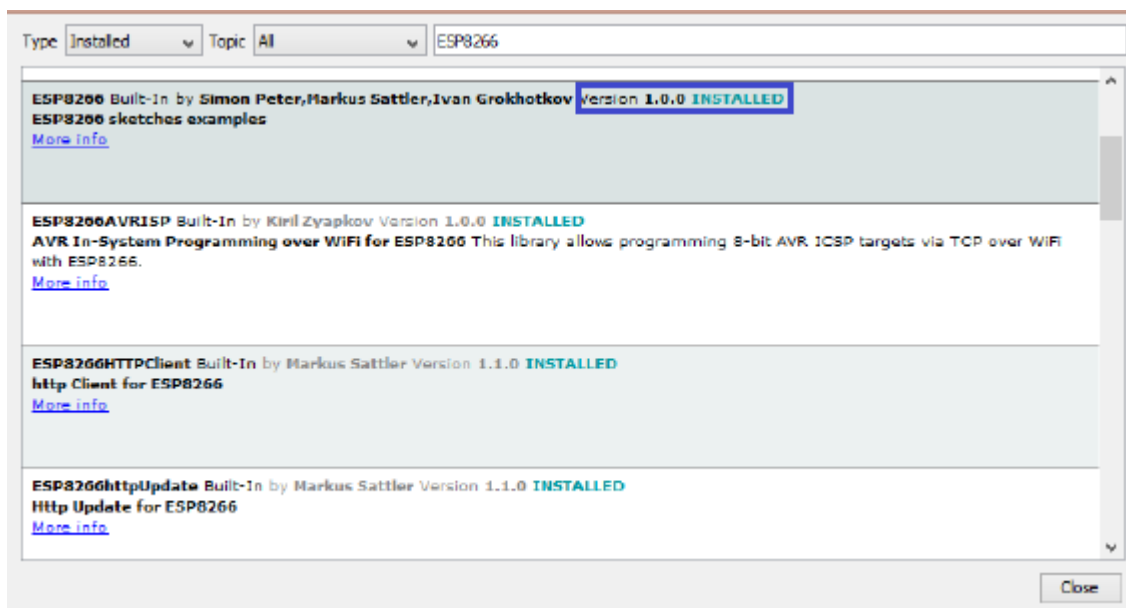 Type Installed Topic All ESP8266
ESP8266 Built-In by Simon Peter,Markus Sattler,Ivan Grokhotkov Version 1.0.0 INSTALLED
ESP8266 sketches examples
More info
ESP8266AVRISP Built-In by Kiril Zyapkov Version 1.0.0 INSTALLED
AVR In-System Programming over WiFi for ESP8266 This library allows programming 8-bit AVR ICSP targets via TCP over WiFi
with ESP8266.
More info
ESP8266HTTPClient Built-In by Markus Sattler Version 1.1.0 INSTALLED
http Client for ESP8266
More info
ESP8266httpUpdate Built-In by Markus Sattler Version 1.1.0 INSTALLED
Http Update for ESP8266
More info
Close